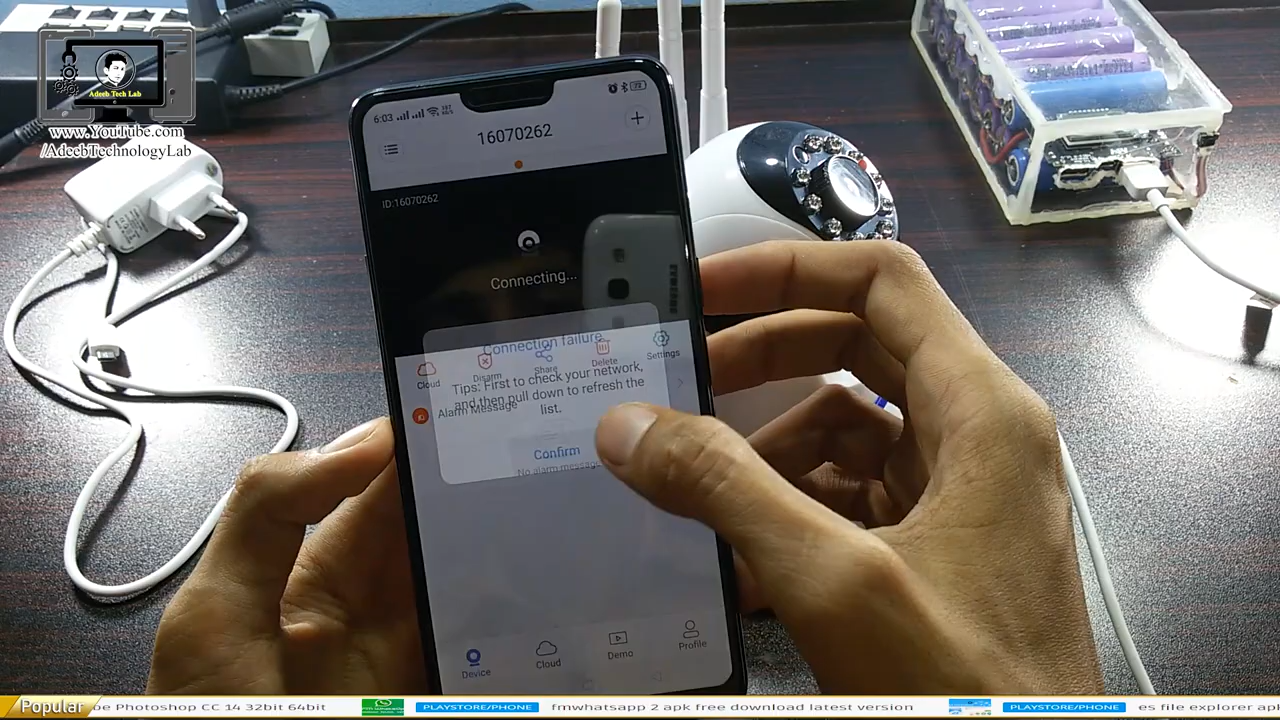 Adeeb Tech Lab
www.YouTube.com
/AdeebTechnologyLab
6:03
16070262
ID:16070262
Connecting...
Connection failure
Cloud
Disarm
Share
Delete
Settings
Tips: First to check your network,
and then pull down to refresh the
list.
Alarm Message
Confirm
No alarm message
Device
Cloud
Demo
Profile
Popular
Photoshop CC 14 32bit 64bit
PLAYSTORE/PHONE
fmwhatsapp apk free download latest version
PLAYSTORE/PHONE
es file explorer